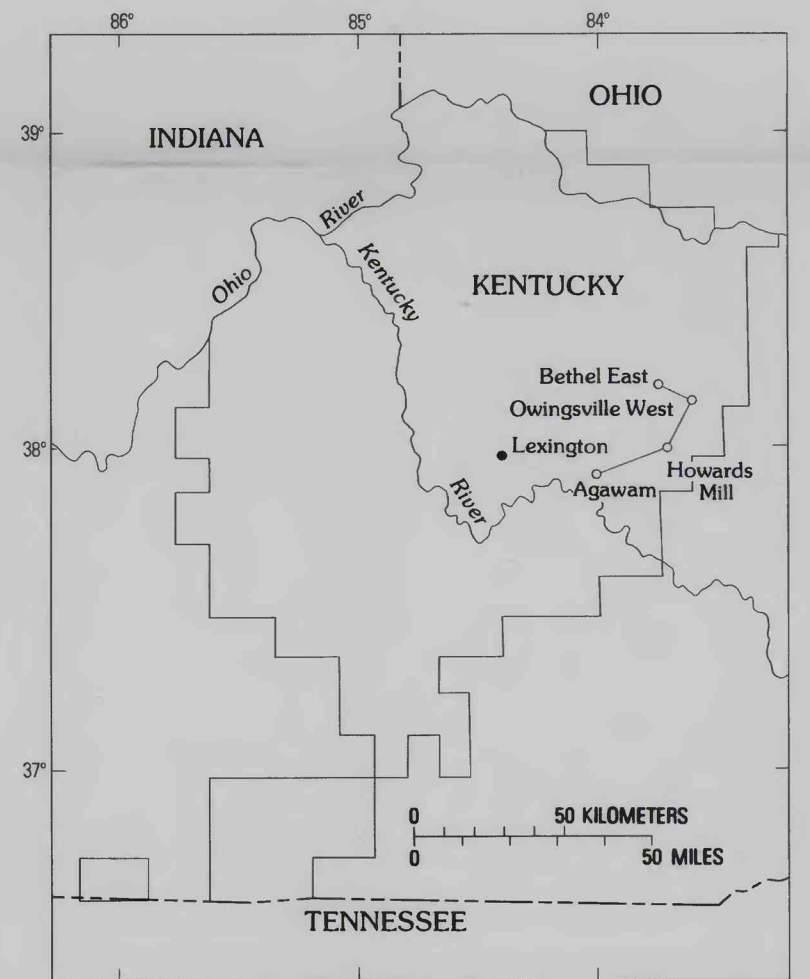 86°
85°
84°
OHIO
39°
INDIANA
River
Ohio
Kentucky
KENTUCKY
Bethel East
Owingsville West
38°
Lexington
Howards
Mill
Agawam
River
37°
0
50 KILOMETERS
0
50 MILES
TENNESSEE